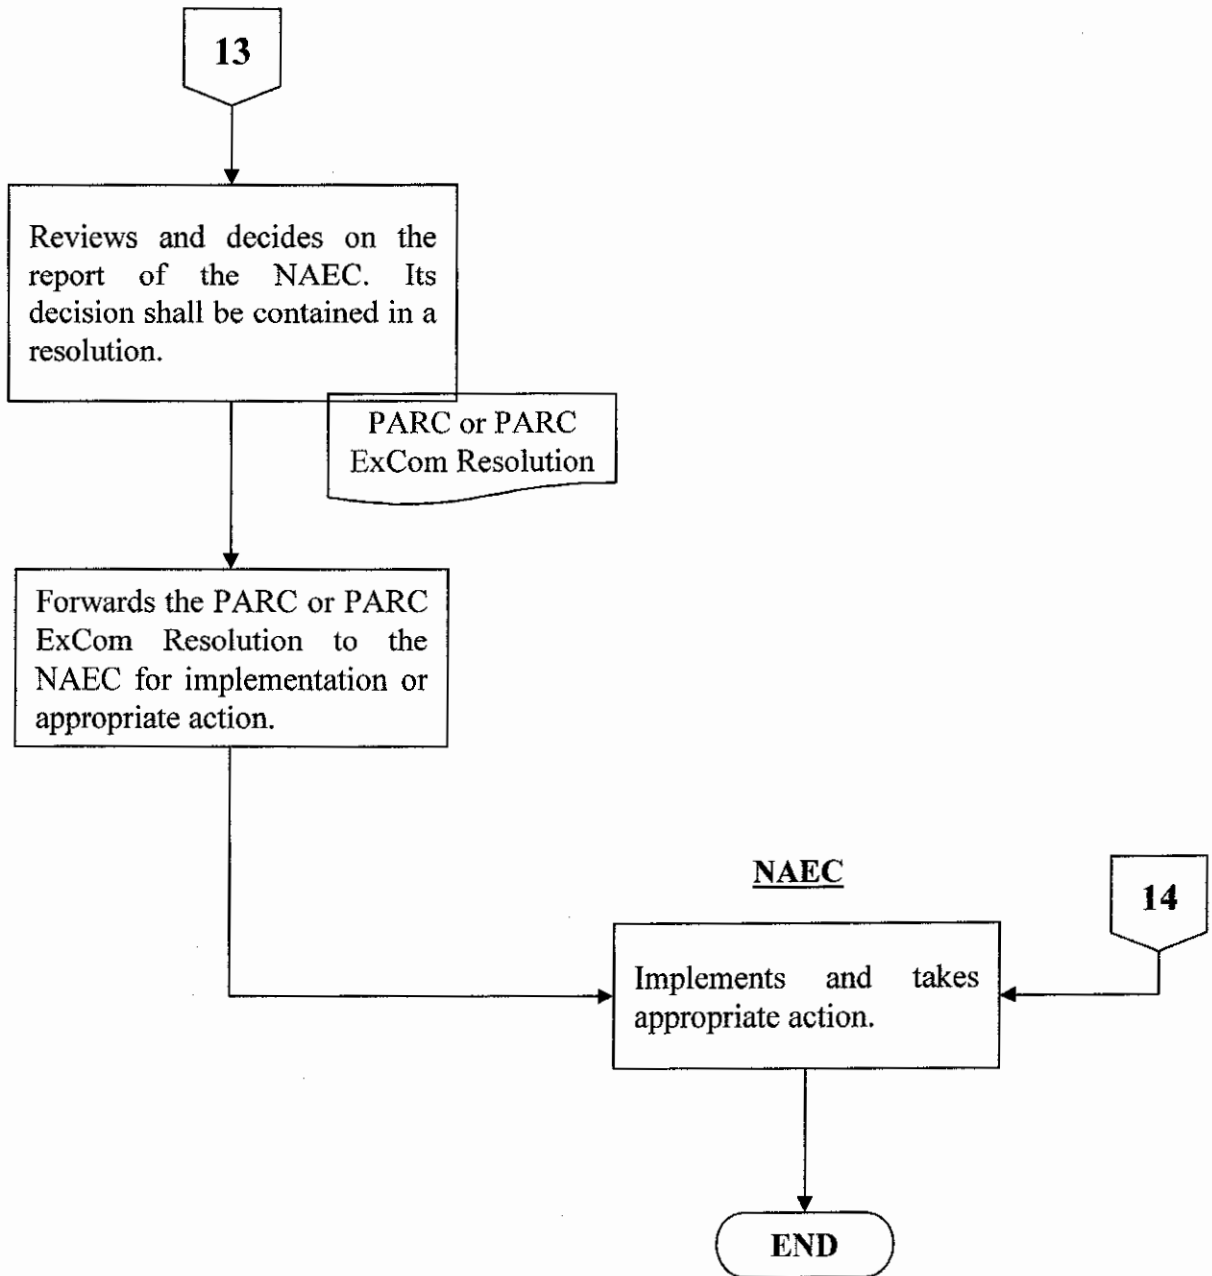 13
Reviews and decides on the
report of the NAEC. Its
decision shall be contained in a
resolution.
PARC or PARC
ExCom Resolution
Forwards the PARC or PARC
ExCom Resolution to the
NAEC for implementation or
appropriate action.
NAEC
14
Implements and takes
appropriate action.
END